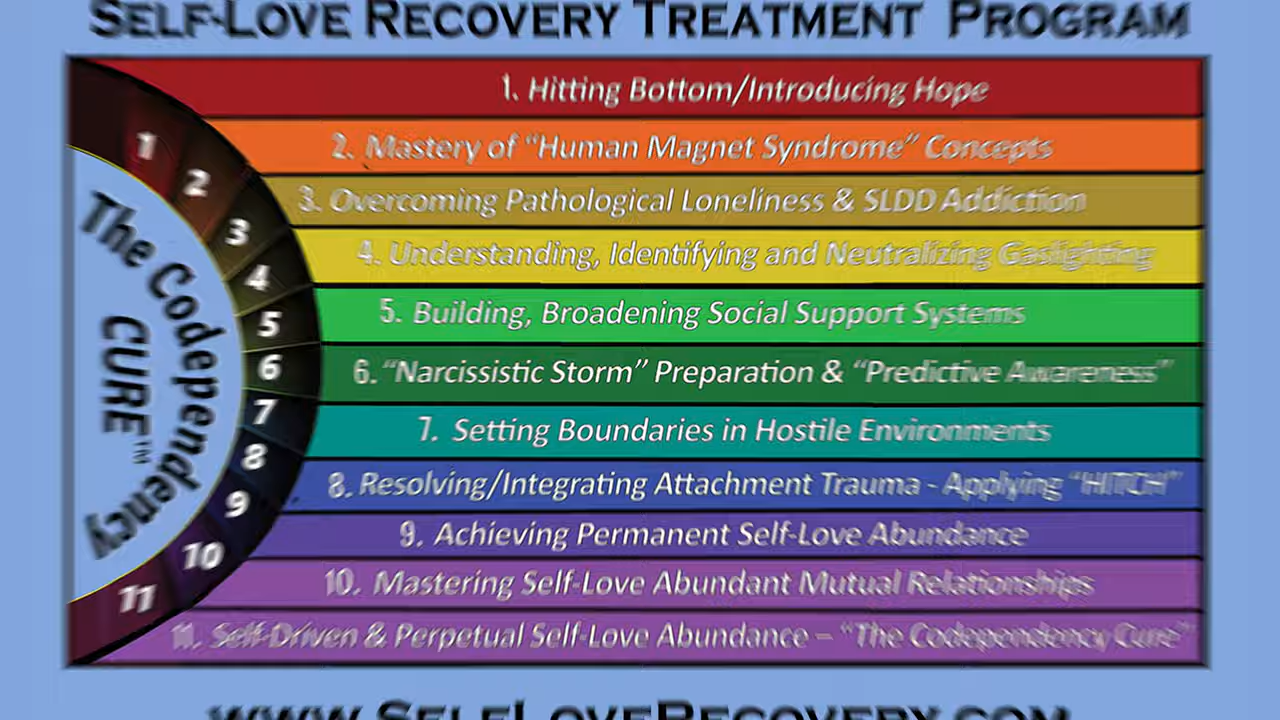 SELF-LOVE RECOVERY TREATMENT PROGRAM
1. Hitting Bottom/Introducing Hope
2. Mastery of "Human Magnet Syndrome" Concepts
3. Overcoming Pathological Loneliness & SLDD Addiction
4. Understanding, Identifying and Neutralizing Gaslighting
5. Building, Broadening Social Support Systems
6. "Narcissistic Storm" Preparation & "Predictive Awareness"
7. Setting Boundaries in Hostile Environments
8. Resolving/Integrating Attachment Trauma - Applying "HITCH"
9. Achieving Permanent Self-Love Abundance
10. Mastering Self-Love Abundant Mutual Relationships
11. Self-Driven & Perpetual Self-Love Abundance – "The Codependency Cure"
1
2
3
4
5
6
7
8
9
10
11
The Codependency
CURE™
WWW.SELFLOVERECOVERY.COM